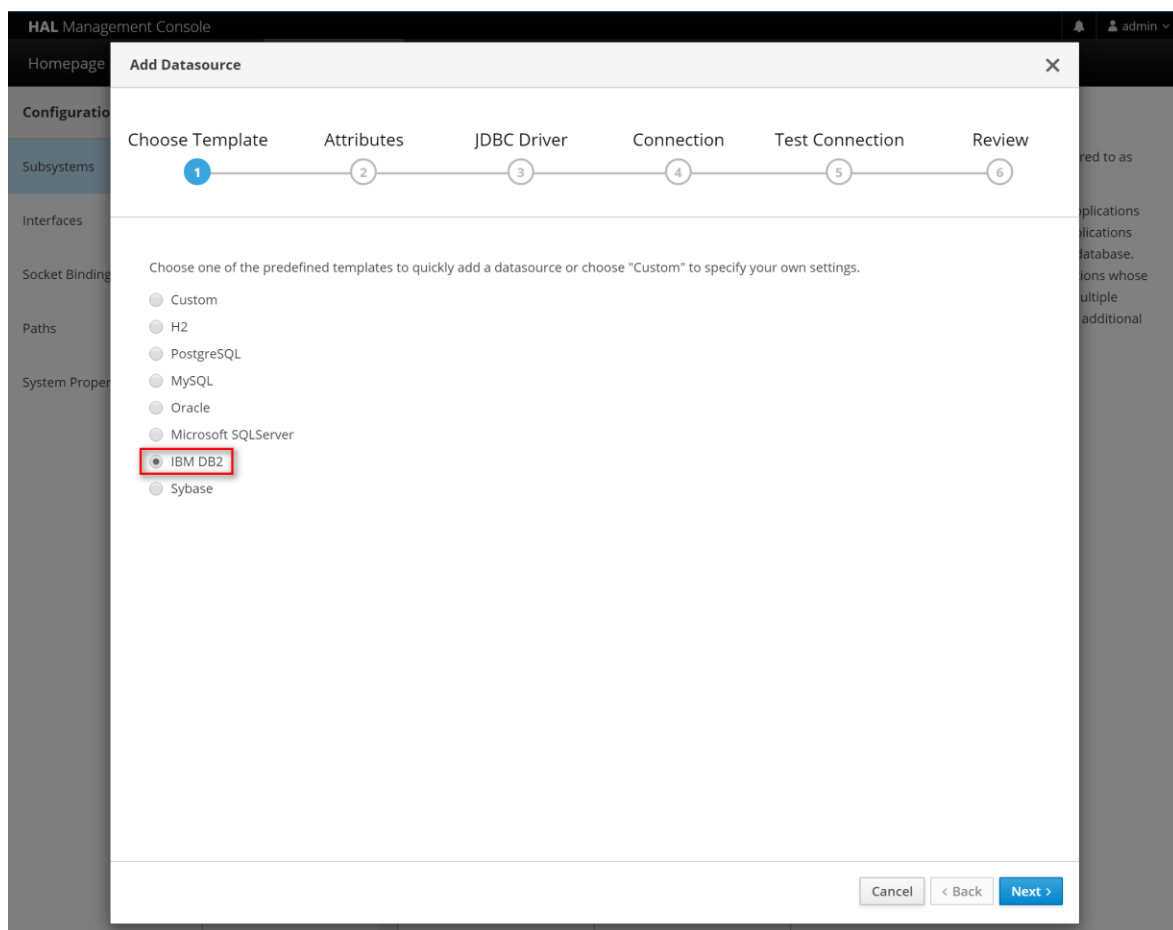 HAL Management Console
admin
Homepage
Add Datasource
Configuratio
Choose Template Attributes JDBC Driver Connection Test Connection Review
1 2 3 4 5 6
Subsystems
red to as
Interfaces
pplications
plications
database.
Choose one of the predefined templates to quickly add a datasource or choose "Custom" to specify your own settings.
Socket Binding
ions whose
Custom
ultiple
H2
Paths
additional
PostgreSQL
MySQL
System Proper
Oracle
Microsoft SQLServer
IBM DB2
Sybase
Cancel < Back Next >